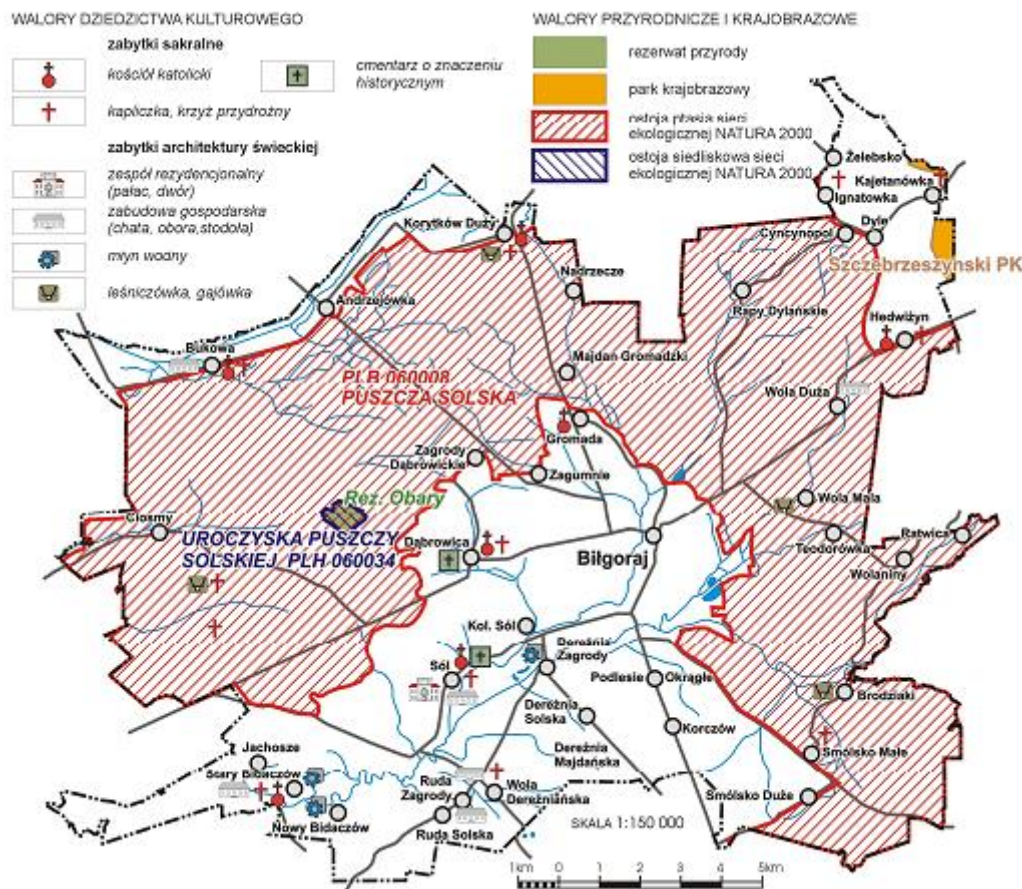 WALORY DZIEDZICTWA KULTUROWEGO
zabytki sakralne
kościół katolicki
cmentarz o znaczeniu
historycznym
kapliczka, krzyż przydrożny
zabytki architektury świeckiej
zespół rezydencjonalny
(pałac, dwór)
zabudowa gospodarska
(chata, obora,stodoła)
młyn wodny
leśniczówka, gajówka
WALORY PRZYRODNICZE I KRAJOBRAZOWE
rezerwat przyrody
park krajobrazowy
ostoja ptasia sieci
ekologicznej NATURA 2000
ostoja siedliskowa sieci
ekologicznej NATURA 2000
Żelebsko
Kajetanówka
Ignatowka
Korytków Duży
Cyncynopol
Dyle
Szczebrzeszyński PK
Nadrzecze
Andrzejówka
Rapy Dylańskie
Hedwiżyn
Bukowa
Majdan Gromadzki
PLB 060008
PUSZCZA SOLSKA
Wola Duża
Gromada
Zagrody
Dąbrowickie
Zagumnie
Rez. Obary
Wola Mała
Ciosmy
UROCZYSKA PUSZCZY
SOLSKIEJ PLH 060034
Dąbrowica
Biłgoraj
Teodorówka
Ratwica
Wolaniny
Kol. Sól
Dereźnia
Zagrody
Sól
Podlesie
Okrągłe
Brodziaki
Dereźnia
Solska
Korczów
Jachosze
Dereźnia
Majdańska
Smólsko Małe
Stary Bidaczów
Ruda
Zagrody
Wola
Dereźniańska
Smólsko Duże
Nowy Bidaczów
Ruda Solska
SKALA 1:150 000
1km 0 1 2 3 4 5km